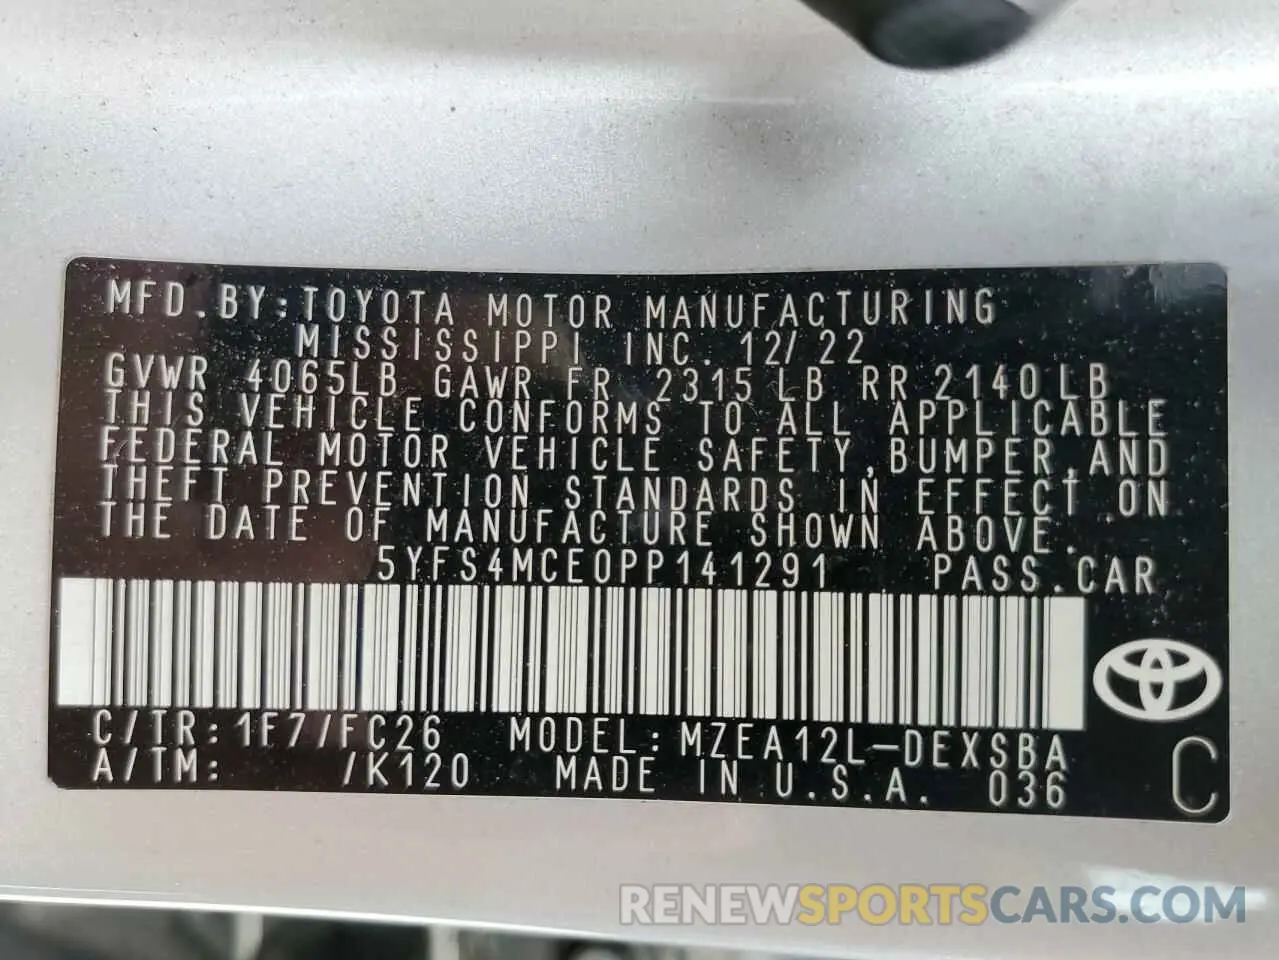 MFD.BY:TOYOTA MOTOR MANUFACTURING
MISSISSIPPI INC. 12/22
GVWR 4065LB GAWR FR 2315LB RR 2140LB
THIS VEHICLE CONFORMS TO ALL APPLICABLE
FEDERAL MOTOR VEHICLE SAFETY,BUMPER,AND
THEFT PREVENTION STANDARDS IN EFFECT ON
THE DATE OF MANUFACTURE SHOWN ABOVE.
5YFS4MCE0PP141291 PASS.CAR
C/TR:1F7/FC26 MODEL:MZEA12L-DEXSBA
A/TM: /K120 MADE IN U.S.A. 036
C
RENEWSPORTSCARS.COM